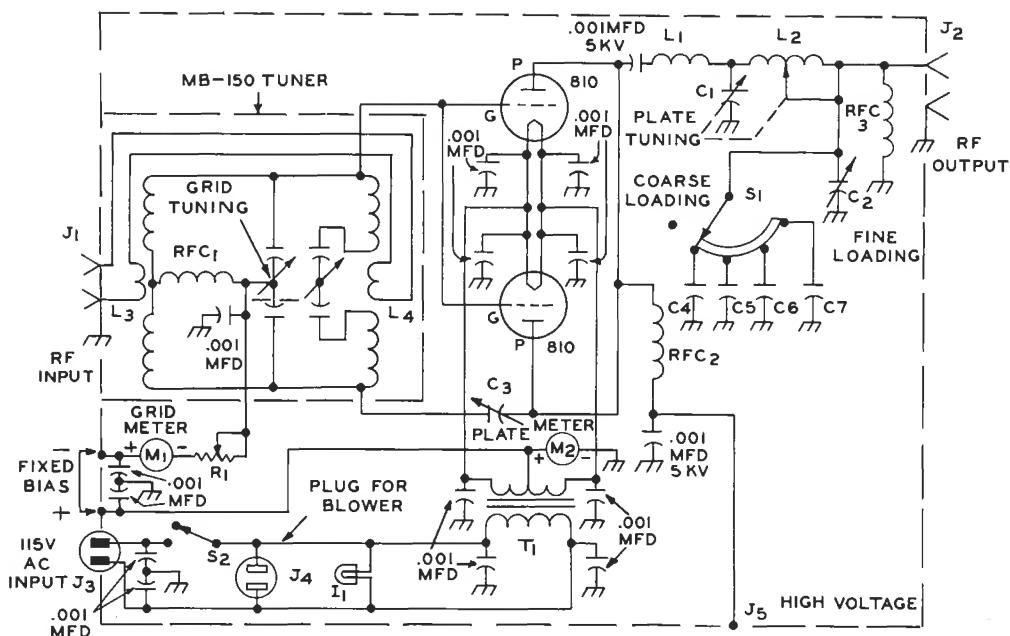 .001MFD
5KV
L1
L2
J2
MB-150 TUNER
P
810
C1
G
.001
MFD
.001
MFD
PLATE
TUNING
RFC
3
RF
OUTPUT
GRID
TUNING
COARSE
LOADING
S1
C2
J1
RFC1
FINE
LOADING
L3
L4
G
C4
C5
C6
C7
.001
MFD
P
810
RFC2
RF
INPUT
C3
GRID
METER
PLATE
METER
+
M1
-
+
M2
-
.001
MFD
5KV
-
FIXED
BIAS
+
R1
.001
MFD
PLUG FOR
BLOWER
115V
AC
INPUT
J3
S2
J4
I1
T1
.001
MFD
.001
MFD
.001
MFD
J5
HIGH VOLTAGE